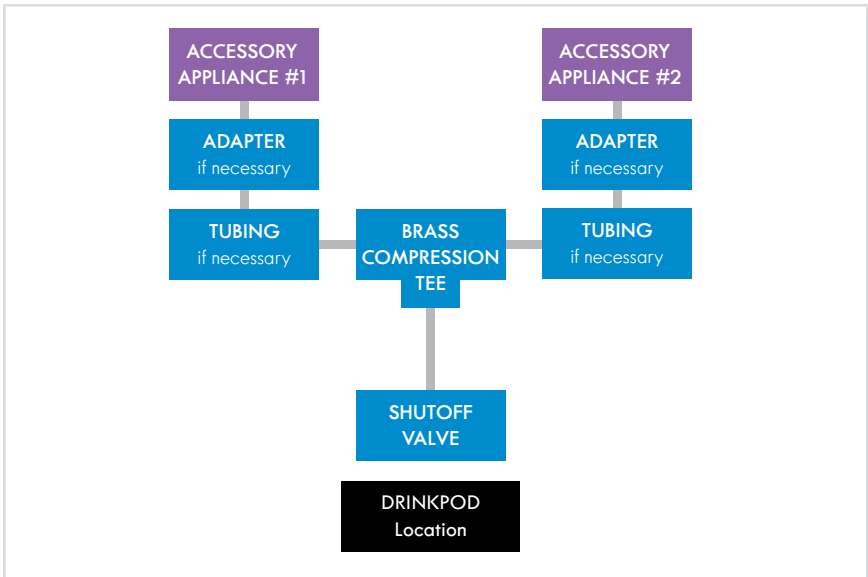 ACCESSORY
APPLIANCE #1
ACCESSORY
APPLIANCE #2
ADAPTER
if necessary
ADAPTER
if necessary
TUBING
if necessary
BRASS
COMPRESSION
TEE
TUBING
if necessary
SHUTOFF
VALVE
DRINKPOD
Location